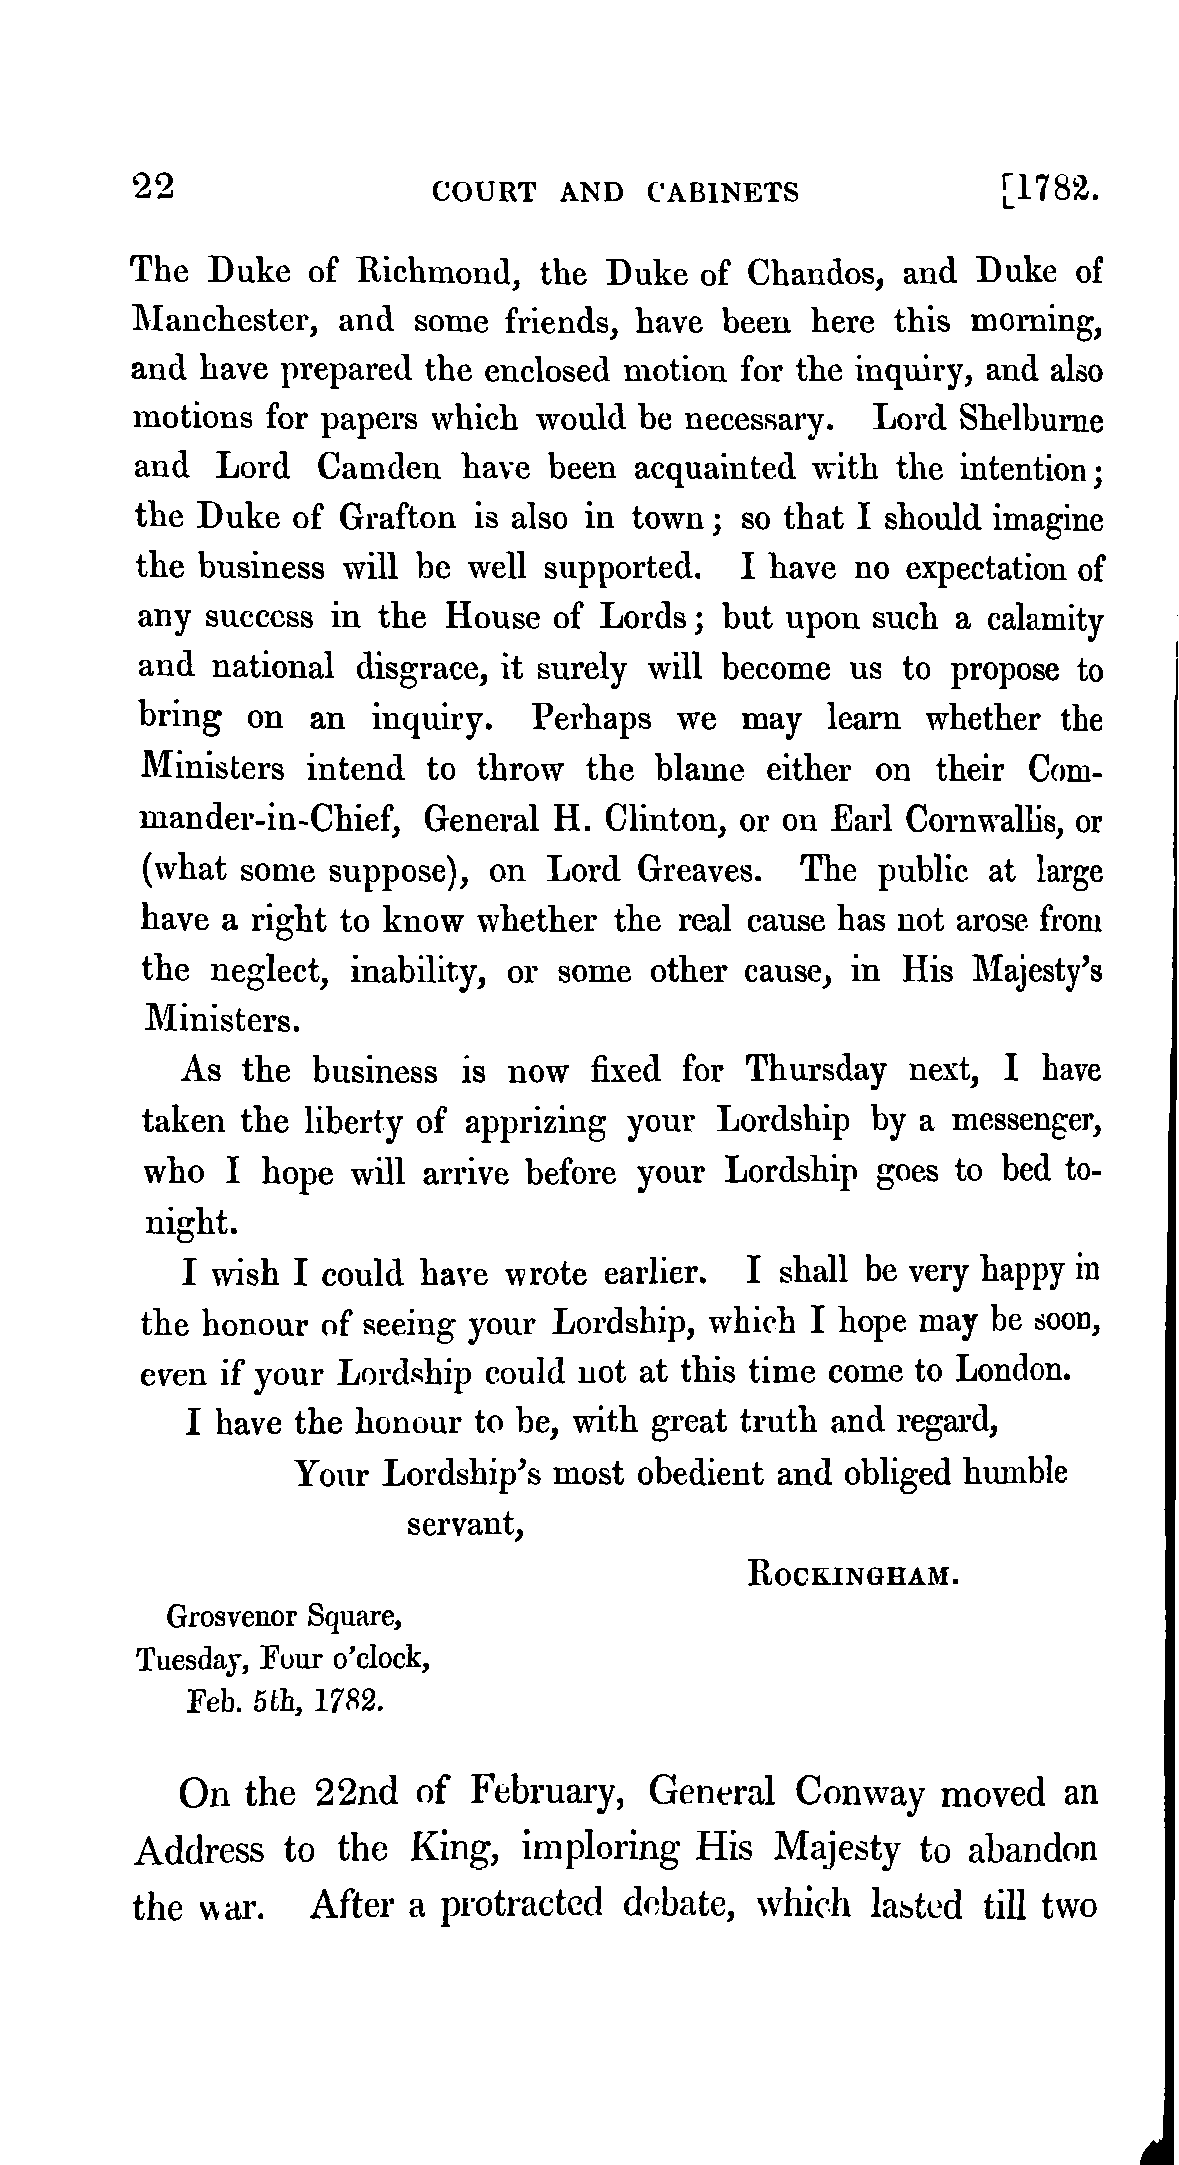 22 COURT AND CABINETS [1782.
The Duke of Richmond, the Duke of Chandos, and Duke of
Manchester, and some friends, have been here this morning,
and have prepared the enclosed motion for the inquiry, and also
motions for papers which would be necessary. Lord Shelburne
and Lord Camden have been acquainted with the intention;
the Duke of Grafton is also in town; so that I should imagine
the business will be well supported. I have no expectation of
any success in the House of Lords; but upon such a calamity
and national disgrace, it surely will become us to propose to
bring on an inquiry. Perhaps we may learn whether the
Ministers intend to throw the blame either on their Com-
mander-in-Chief, General H. Clinton, or on Earl Cornwallis, or
(what some suppose), on Lord Greaves. The public at large
have a right to know whether the real cause has not arose from
the neglect, inability, or some other cause, in His Majesty's
Ministers.
As the business is now fixed for Thursday next, I have
taken the liberty of apprizing your Lordship by a messenger,
who I hope will arrive before your Lordship goes to bed to-
night.
I wish I could have wrote earlier. I shall be very happy in
the honour of seeing your Lordship, which I hope may be soon,
even if your Lordship could not at this time come to London.
I have the honour to be, with great truth and regard,
Your Lordship's most obedient and obliged humble
servant,
ROCKINGHAM.
Grosvenor Square,
Tuesday, Four o'clock,
Feb. 5th, 1782.
On the 22nd of February, General Conway moved an
Address to the King, imploring His Majesty to abandon
the war. After a protracted debate, which lasted till two